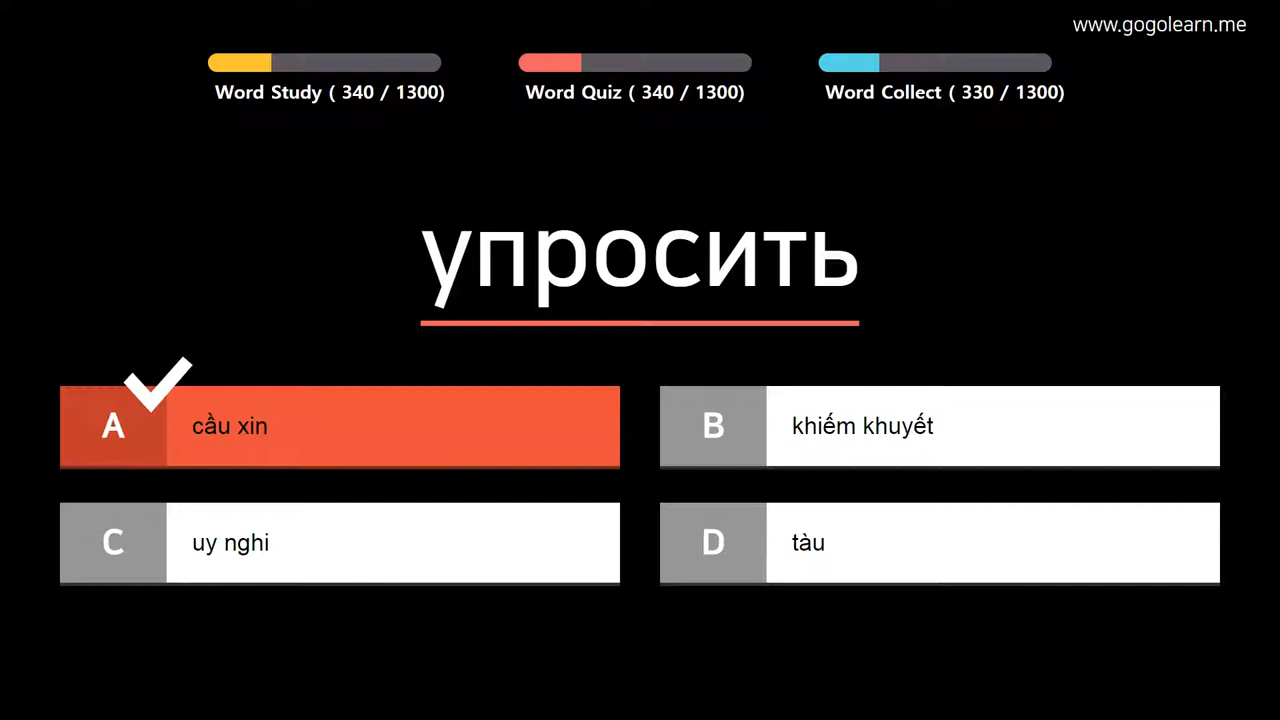 www.gogolearn.me
Word Study ( 340 / 1300)
Word Quiz ( 340 / 1300)
Word Collect ( 330 / 1300)
упросить
A cầu xin
B khiếm khuyết
C uy nghi
D tàu